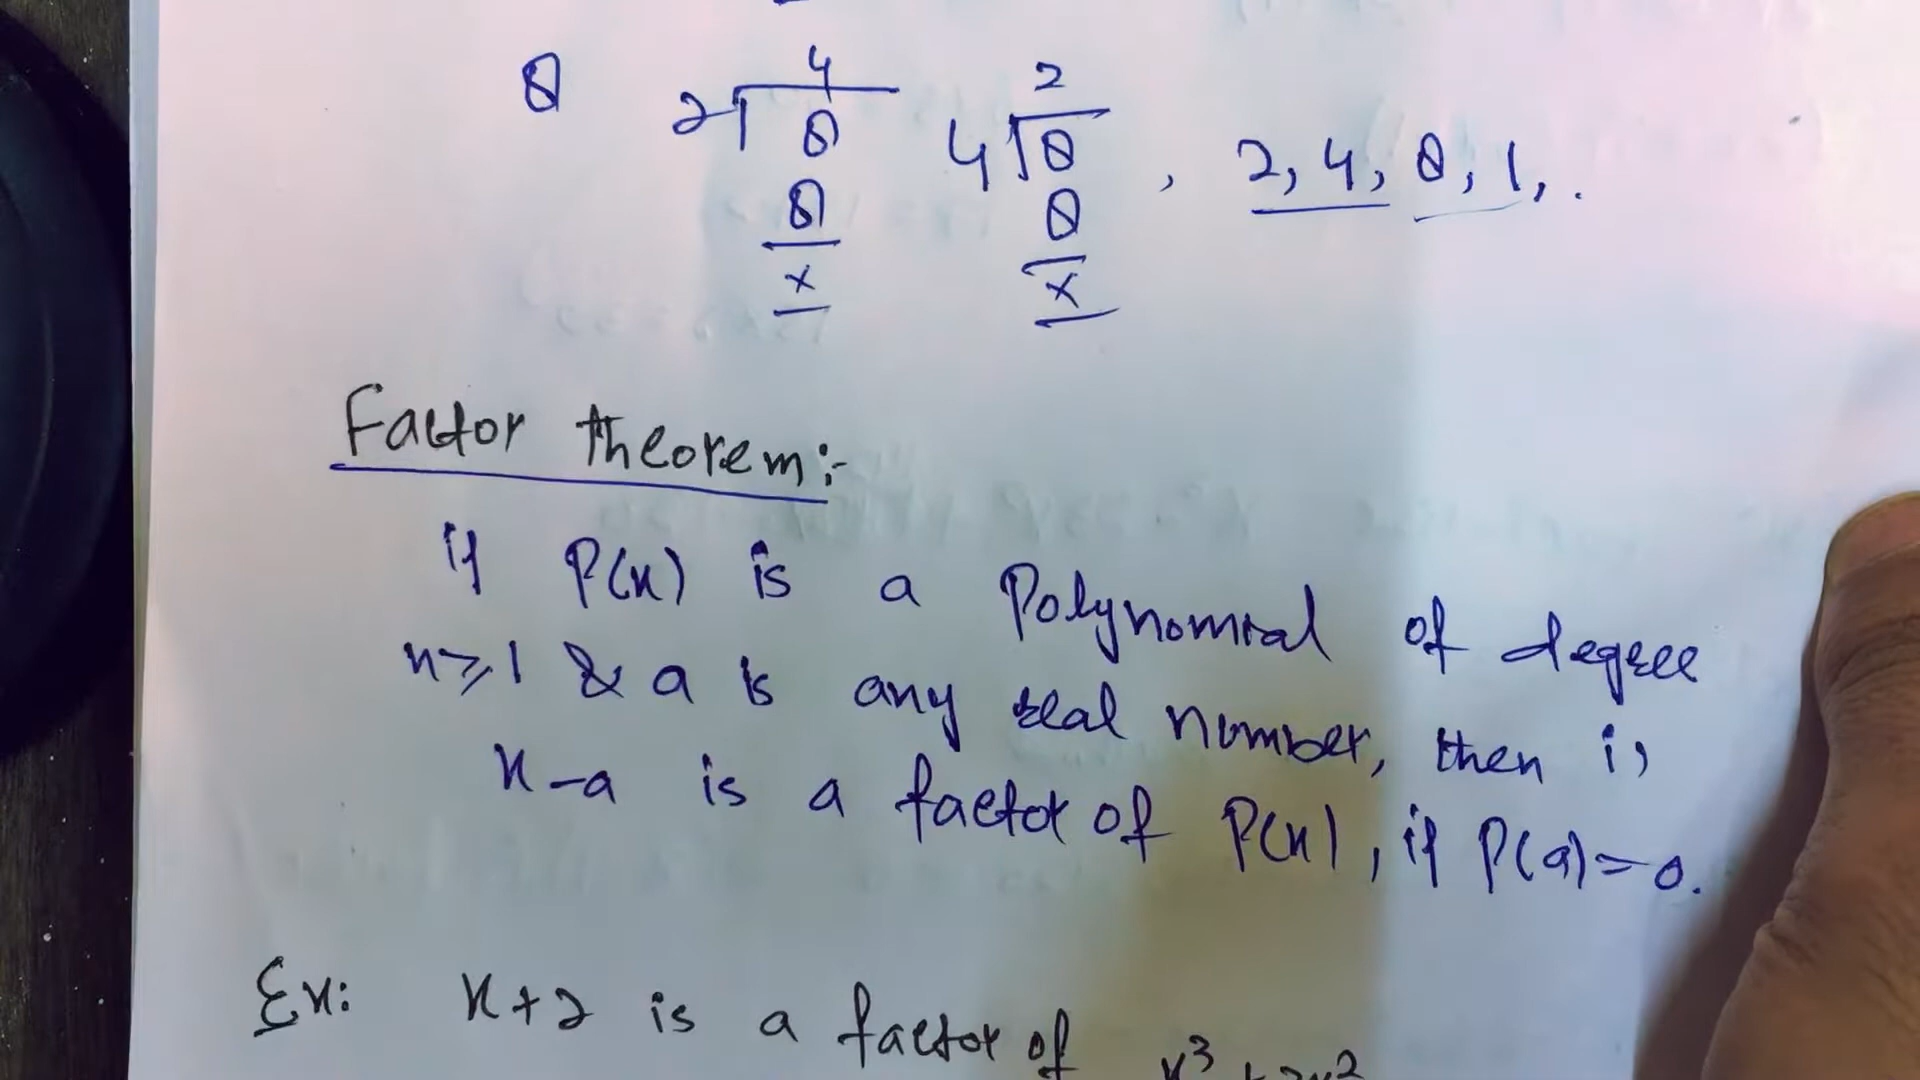 8
4
2 8
8
x
2
4 8
8
x
, 2, 4, 8, 1, .
Factor theorem:-
if P(x) is a Polynomial of degree
n≥1 & a is any real number, then i)
x-a is a factor of P(x), if P(a)=0.
Ex: x+2 is a factor of x³+